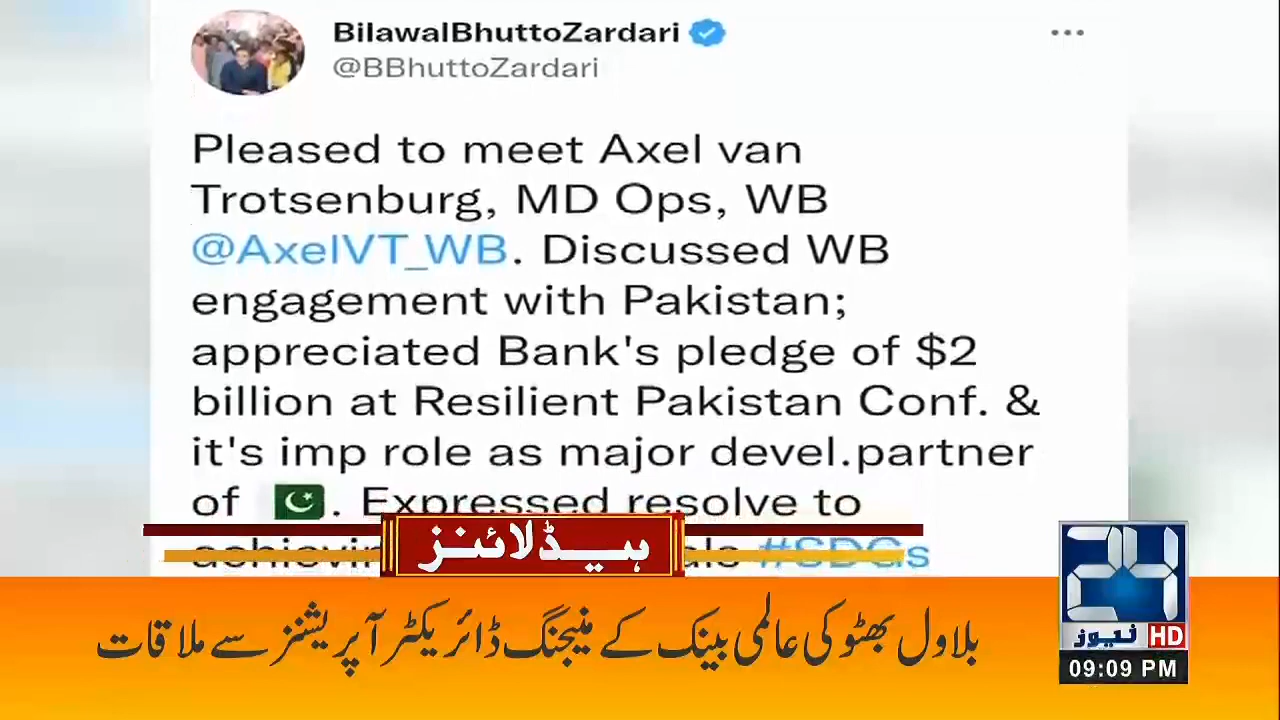 BilawalBhuttoZardari
@BBhuttoZardari
Pleased to meet Axel van
Trotsenburg, MD Ops, WB
@AxelVT_WB. Discussed WB
engagement with Pakistan;
appreciated Bank's pledge of $2
billion at Resilient Pakistan Conf. &
it's imp role as major devel.partner
of 🇵🇰. Expressed resolve to
#SDGs
ہیڈلائنز
بلاول بھٹو کی عالمی بینک کے منیجنگ ڈائریکٹر آپریشنز سے ملاقات
24
نیوز HD
09:09 PM